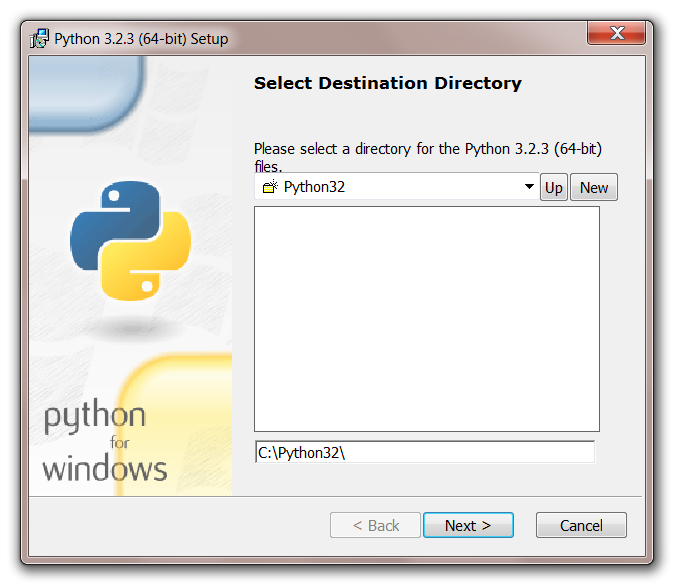 Python 3.2.3 (64-bit) Setup
Select Destination Directory
Please select a directory for the Python 3.2.3 (64-bit)
files.
Python32
Up
New
C:\Python32\
python
for
windows
< Back
Next >
Cancel